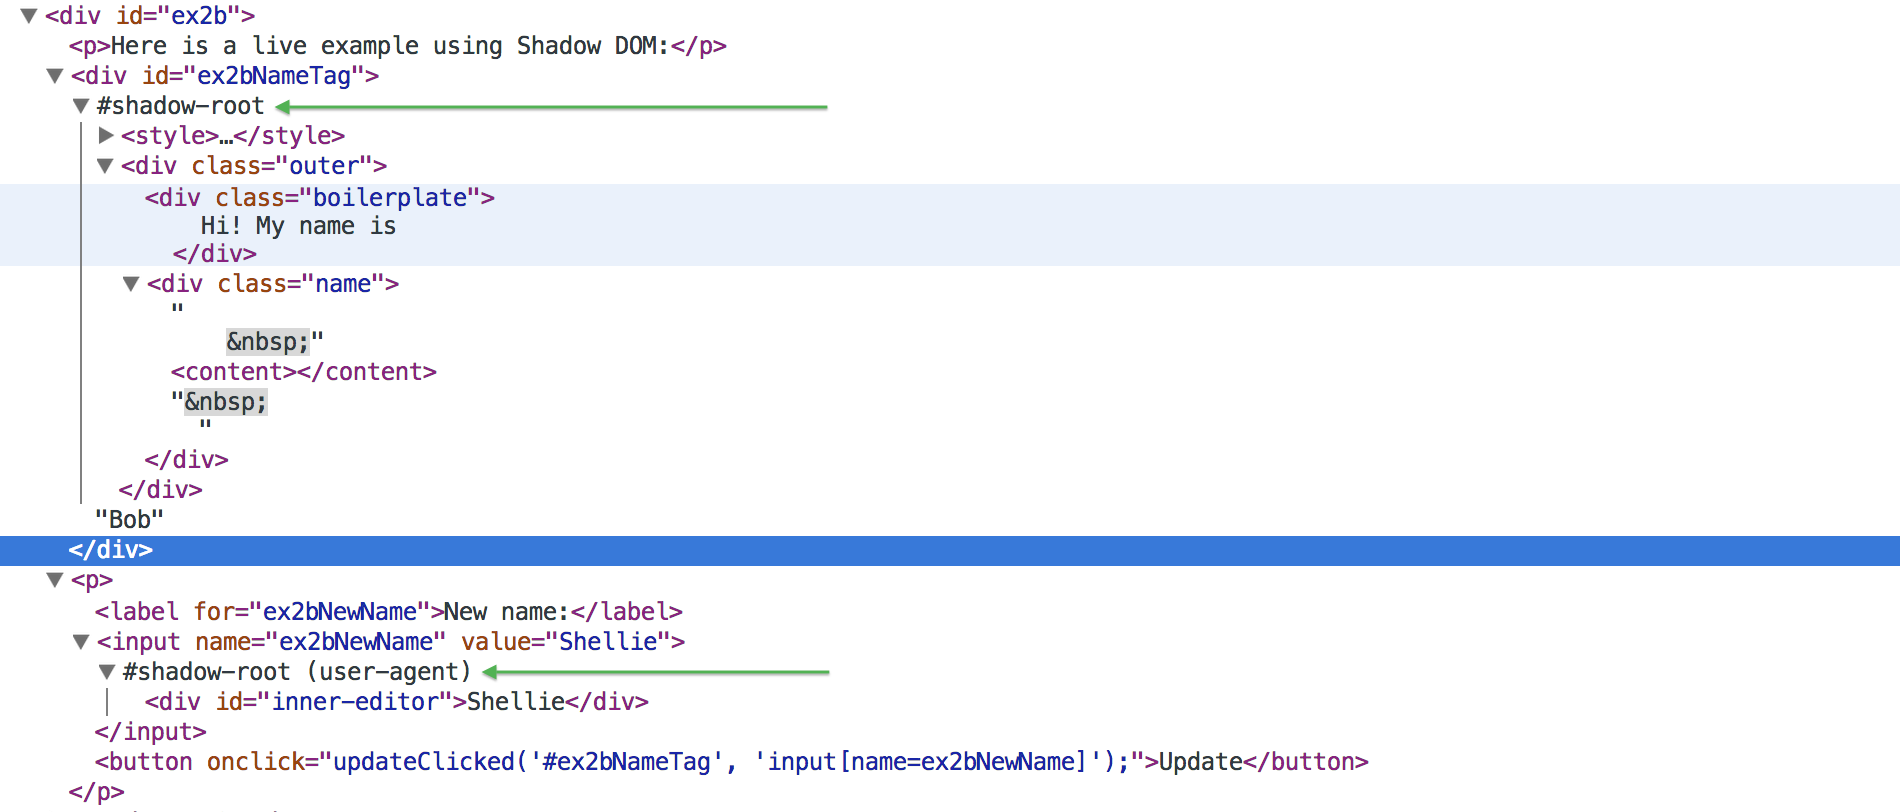 <div id="ex2b">
<p>Here is a live example using Shadow DOM:</p>
<div id="ex2bNameTag">
#shadow-root
<style>…</style>
<div class="outer">
<div class="boilerplate">
Hi! My name is
</div>
<div class="name">
"
&nbsp;"
<content></content>
"&nbsp;
"
</div>
</div>
"Bob"
</div>
<p>
<label for="ex2bNewName">New name:</label>
<input name="ex2bNewName" value="Shellie">
#shadow-root (user-agent)
<div id="inner-editor">Shellie</div>
</input>
<button onclick="updateClicked('#ex2bNameTag', 'input[name=ex2bNewName]');">Update</button>
</p>